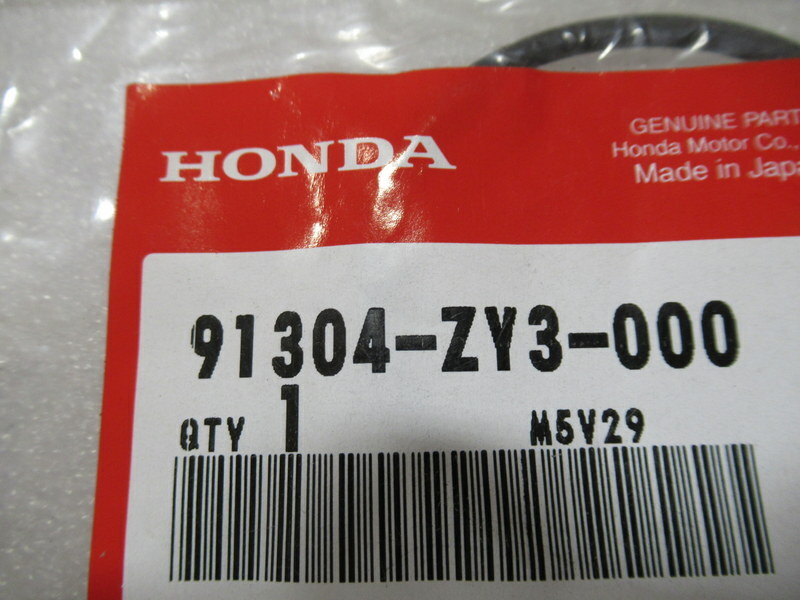 HONDA
GENUINE PART
Honda Motor Co.,
Made in Japa
91304-ZY3-000
QTY 1
M5V29